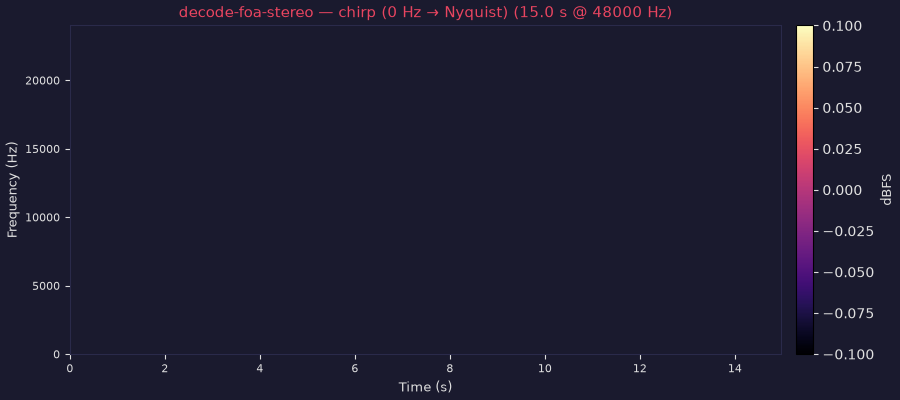 decode-foa-stereo — chirp (0 Hz → Nyquist) (15.0 s @ 48000 Hz)
Frequency (Hz)
20000
15000
10000
5000
0
0 2 4 6 8 10 12 14
Time (s)
0.100
0.075
0.050
0.025
0.000
−0.025
−0.050
−0.075
−0.100
dBFS